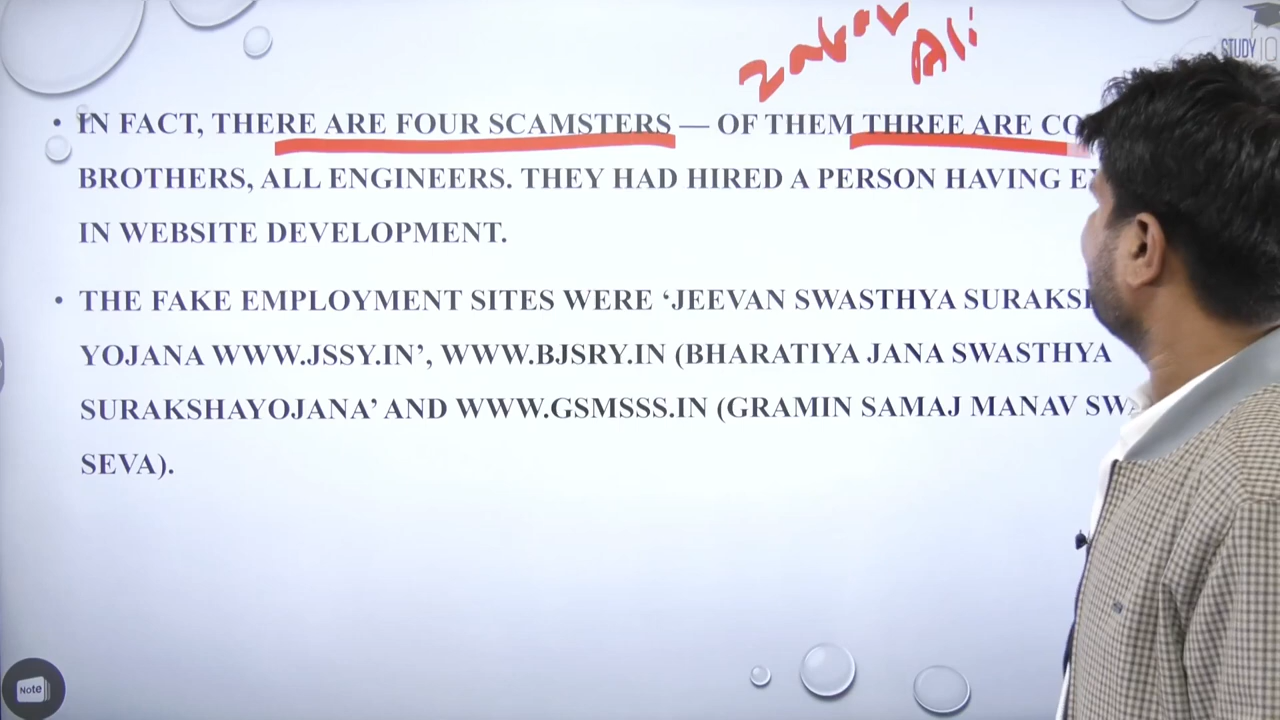 zafar Ali
STUDY IQ
• IN FACT, THERE ARE FOUR SCAMSTERS — OF THEM THREE ARE CO
BROTHERS, ALL ENGINEERS. THEY HAD HIRED A PERSON HAVING
IN WEBSITE DEVELOPMENT.
• THE FAKE EMPLOYMENT SITES WERE ‘JEEVAN SWASTHYA SURAKS
YOJANA WWW.JSSY.IN’, WWW.BJSRY.IN (BHARATIYA JANA SWASTHYA
SURAKSHAYOJANA’ AND WWW.GSMSSS.IN (GRAMIN SAMAJ MANAV SW
SEVA).
Note